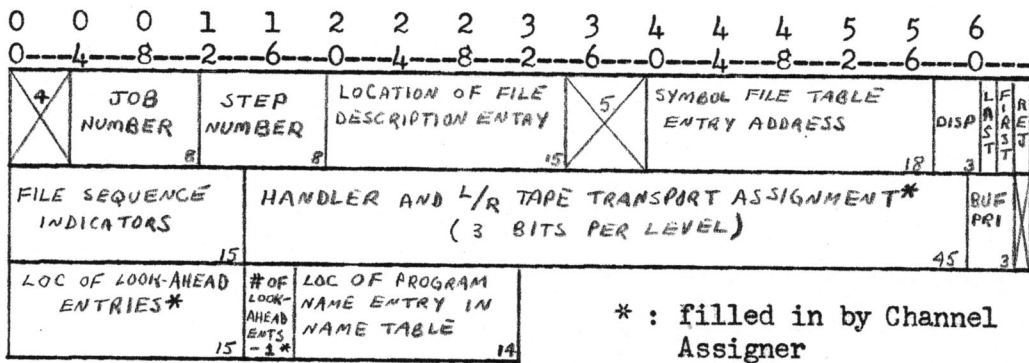 0 0 0 1 1 2 2 2 3 3 4 4 4 5 5 6
0---4---8---2---6---0---4---8---2---6---0---4---8---2---6---0---
4
JOB NUMBER 8
STEP NUMBER 8
LOCATION OF FILE DESCRIPTION ENTAY 15
5
SYMBOL FILE TABLE ENTRY ADDRESS 18
DISP 3
LAST
FIRST
REJ
FILE SEQUENCE INDICATORS 15
HANDLER AND L/R TAPE TRANSPORT ASSIGNMENT*
(3 BITS PER LEVEL) 45
BUF PRI 3
LOC OF LOOK-AHEAD ENTRIES* 15
# OF LOOK-AHEAD ENTS -1*
LOC OF PROGRAM NAME ENTRY IN NAME TABLE 14
* : filled in by Channel
Assigner